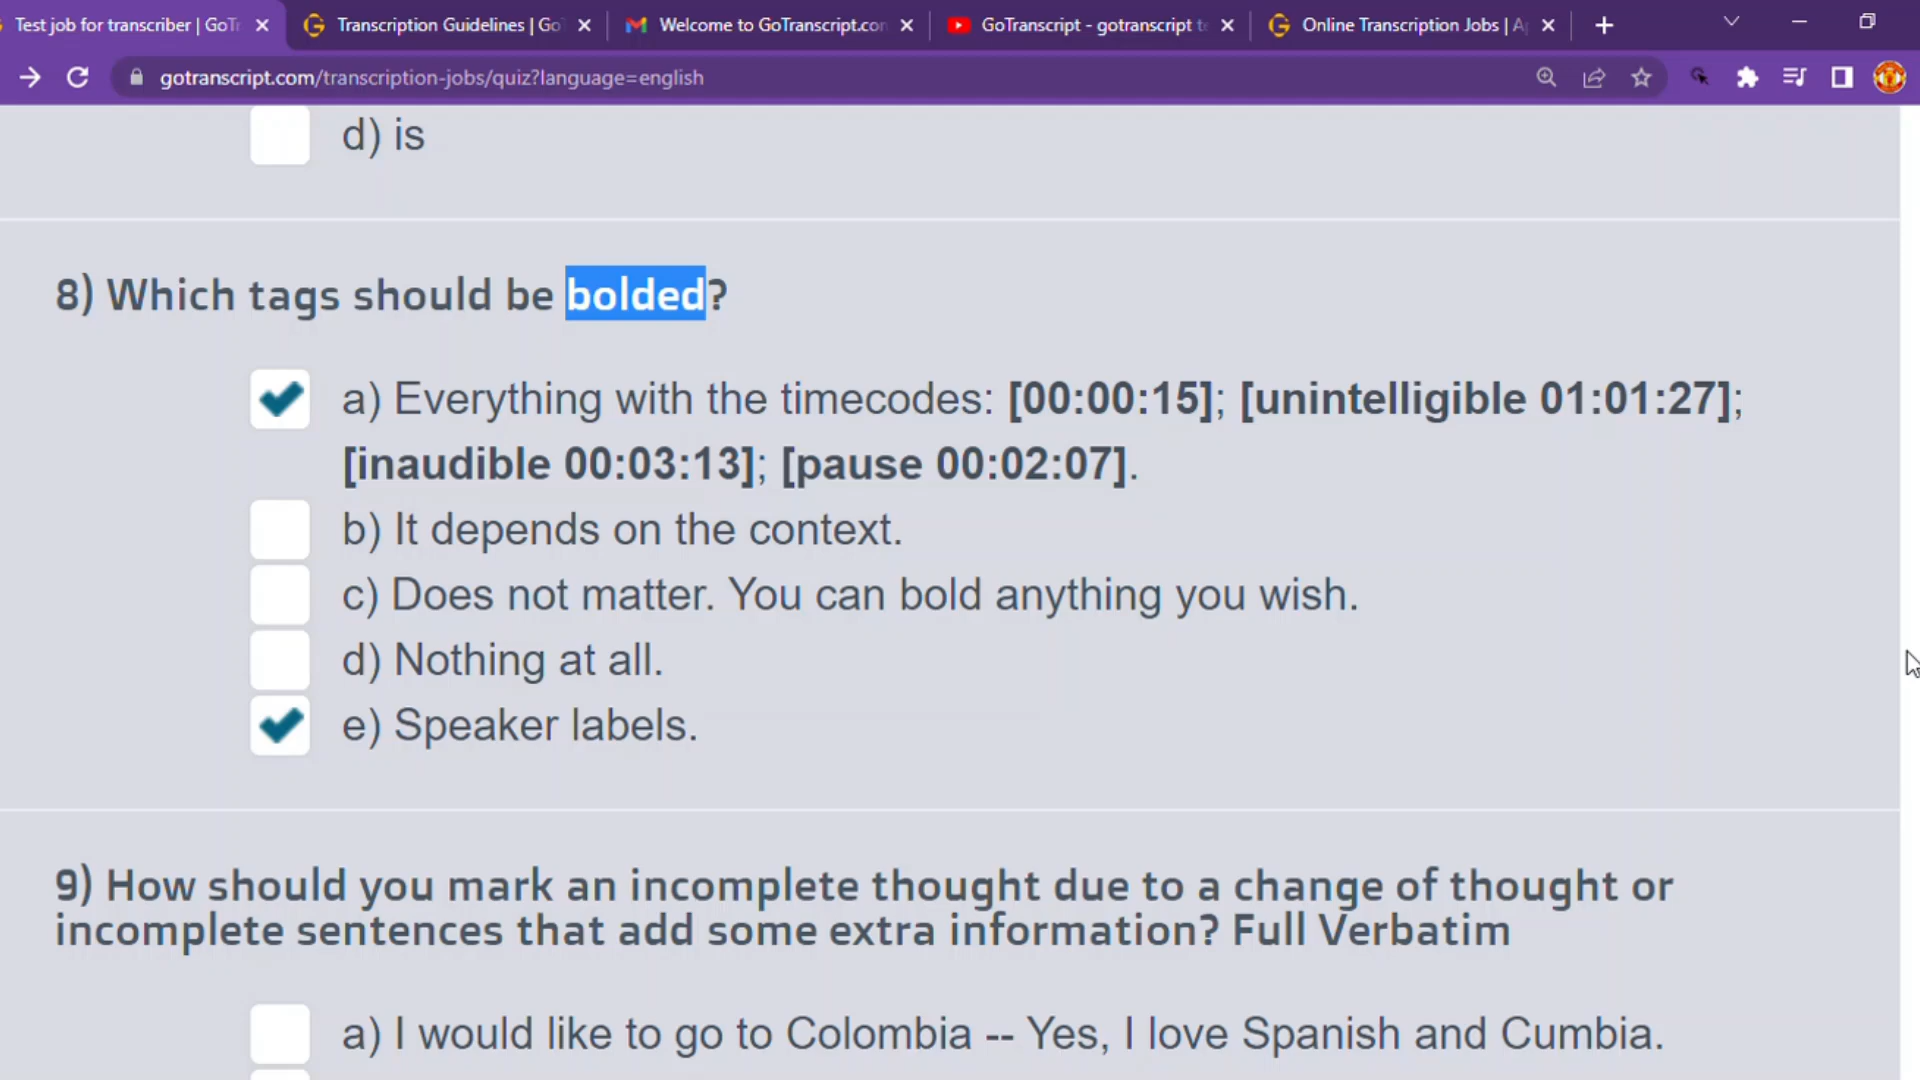 Test job for transcriber | GoTr
Transcription Guidelines | Go
Welcome to GoTranscript.com
GoTranscript - gotranscript te
Online Transcription Jobs | A
gotranscript.com/transcription-jobs/quiz?language=english
d) is
8) Which tags should be bolded?
a) Everything with the timecodes: [00:00:15]; [unintelligible 01:01:27];
[inaudible 00:03:13]; [pause 00:02:07].
b) It depends on the context.
c) Does not matter. You can bold anything you wish.
d) Nothing at all.
e) Speaker labels.
9) How should you mark an incomplete thought due to a change of thought or
incomplete sentences that add some extra information? Full Verbatim
a) I would like to go to Colombia -- Yes, I love Spanish and Cumbia.